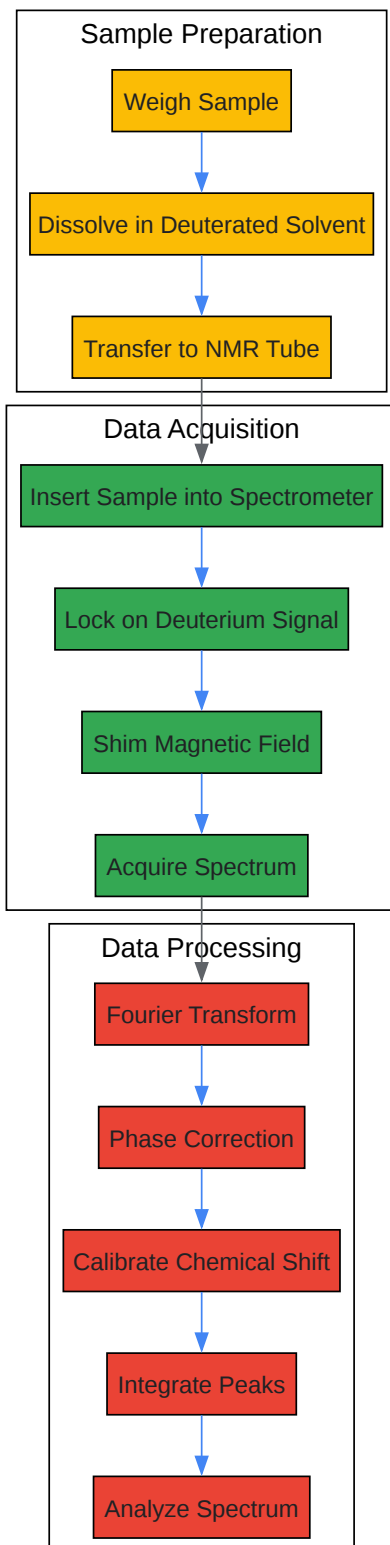 Sample Preparation
Weigh Sample
Dissolve in Deuterated Solvent
Transfer to NMR Tube
Data Acquisition
Insert Sample into Spectrometer
Lock on Deuterium Signal
Shim Magnetic Field
Acquire Spectrum
Data Processing
Fourier Transform
Phase Correction
Calibrate Chemical Shift
Integrate Peaks
Analyze Spectrum